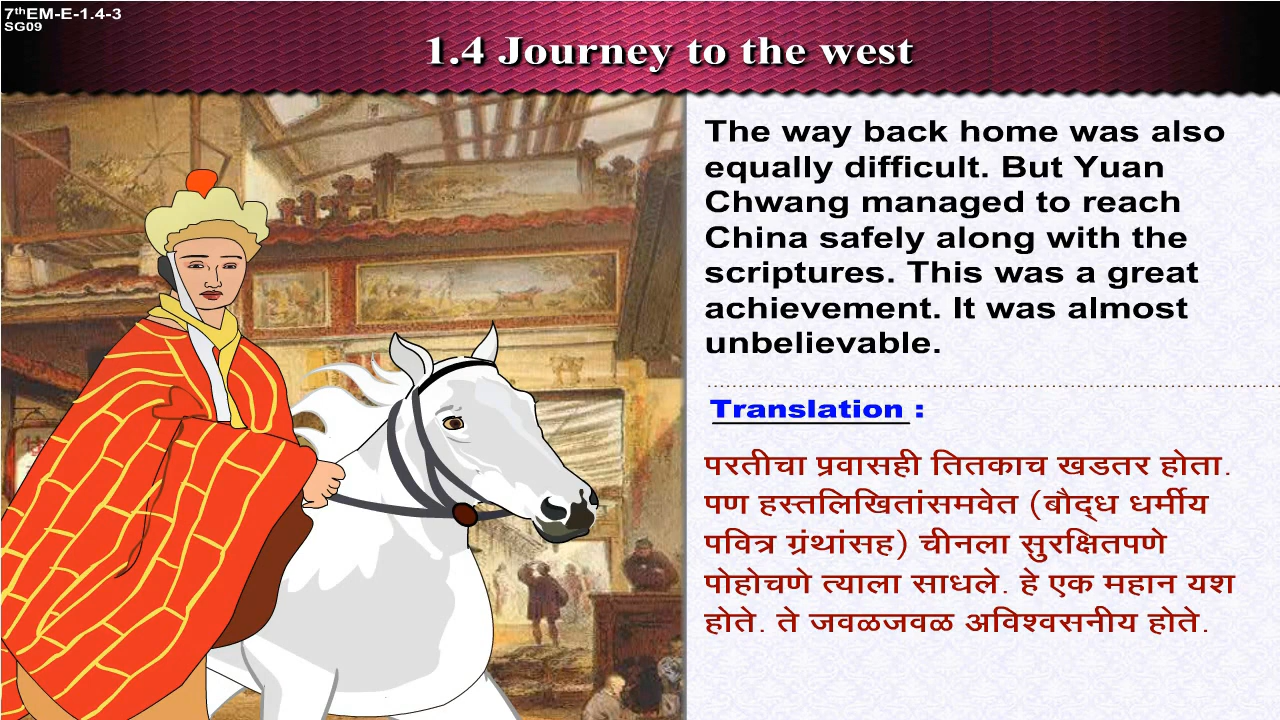 7thEM-E-1.4-3
SG09
1.4 Journey to the west
The way back home was also
equally difficult. But Yuan
Chwang managed to reach
China safely along with the
scriptures. This was a great
achievement. It was almost
unbelievable.
Translation :
परतीचा प्रवासही तितकाच खडतर होता.
पण हस्तलिखितांसमवेत (बौद्ध धर्मीय
पवित्र ग्रंथांसह) चीनला सुरक्षितपणे
पोहोचणे त्याला साधले. हे एक महान यश
होते. ते जवळजवळ अविश्वसनीय होते.